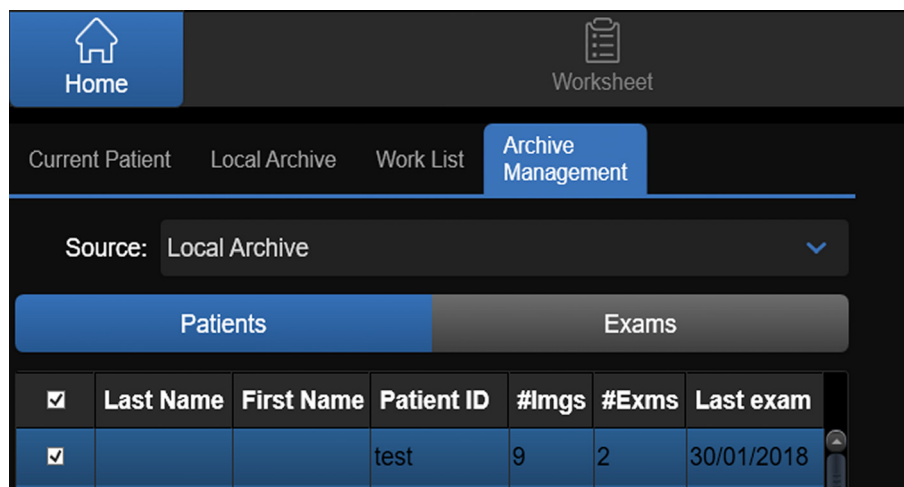 Home
Worksheet
Current Patient Local Archive Work List Archive Management
Source: Local Archive
Patients Exams
Last Name First Name Patient ID #Imgs #Exms Last exam
test 9 2 30/01/2018